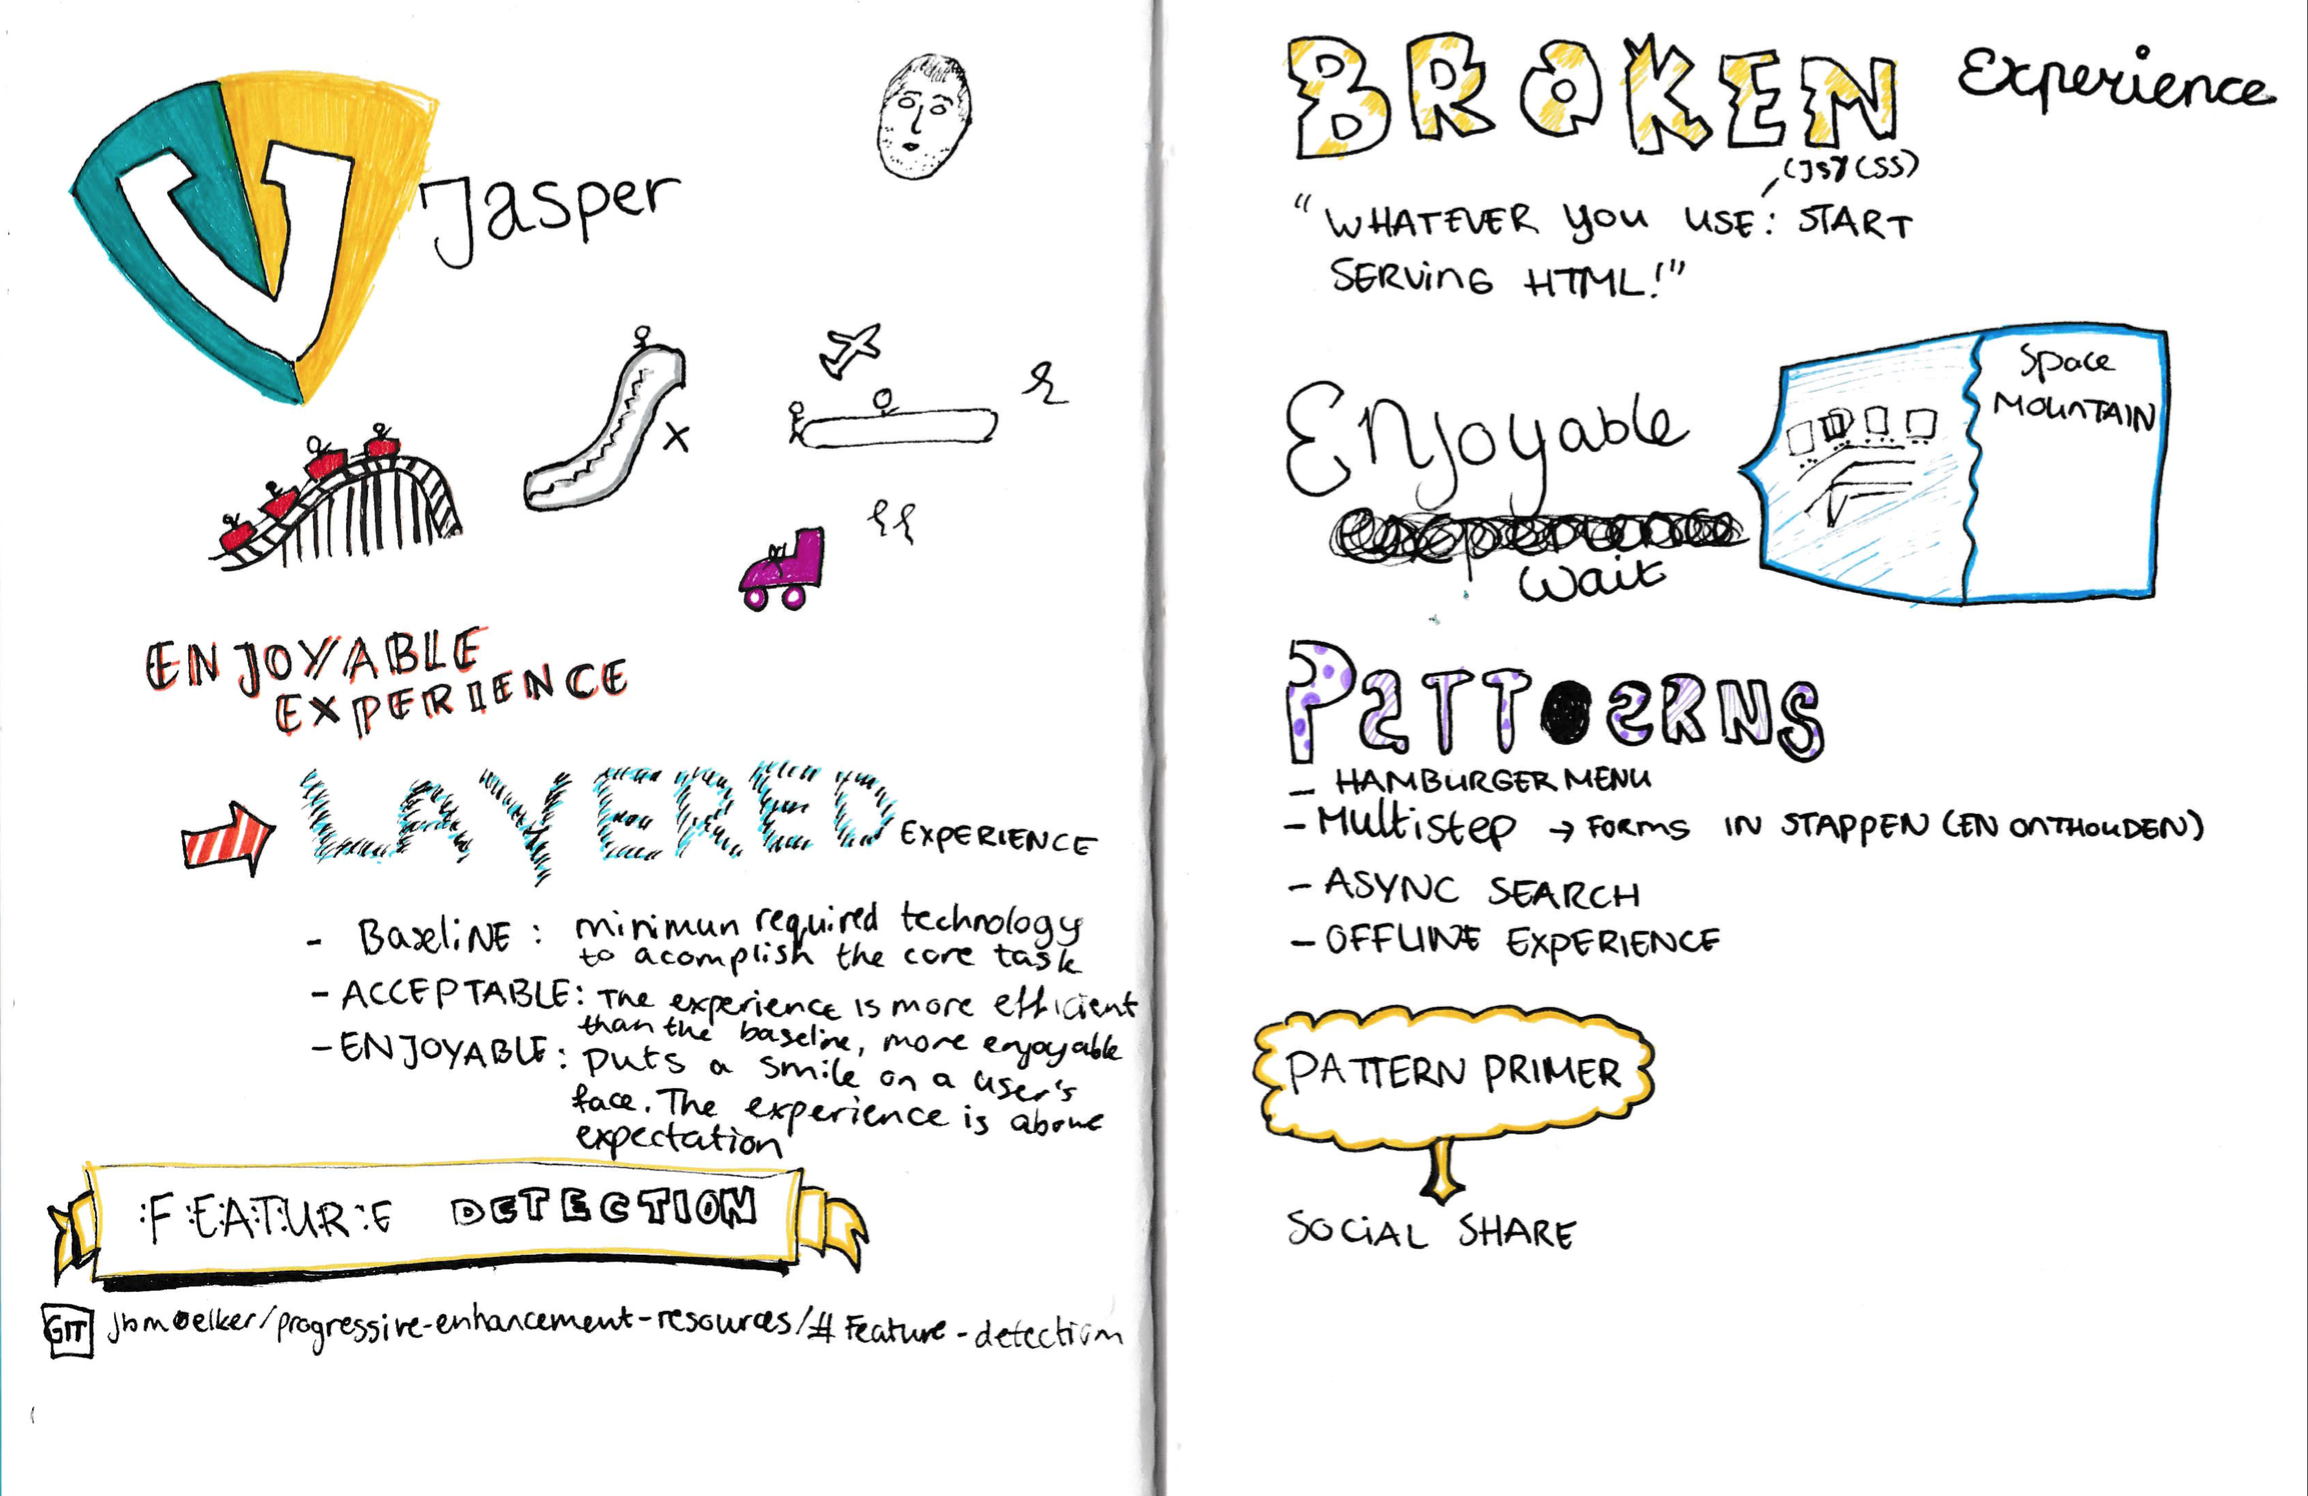 V
Jasper
x
ENJOYABLE
EXPERIENCE
LAYERED EXPERIENCE
- BaseliNE : minimun required technology
to acomplish the core task
- ACCEPTABLE: The experience is more efficient
than the baseline, more enjoyable
- ENJOYABLE: puts a smile on a user's
face. The experience is above
expectation
FEATURE DETECTION
GIT jbmoelker/progressive-enhancement-resources/#Feature-detection
BROKEN Experience
(JS/CSS)
"WHATEVER YOU USE: START
SERVING HTML!"
ENJoyable
experience
wait
Space
MOUNTAIN
PATTERNS
- HAMBURGER MENU
- Multistep → FORMS IN STAPPEN (EN ONTHOUDEN)
- ASYNC SEARCH
- OFFLINE EXPERIENCE
PATTERN PRIMER
SOCIAL SHARE